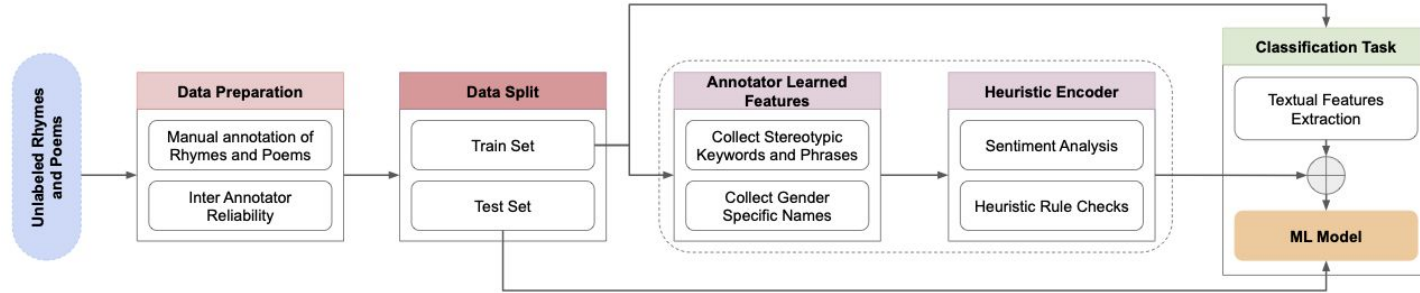 Unlabeled Rhymes
and Poems
Data Preparation
Manual annotation of
Rhymes and Poems
Inter Annotator
Reliability
Data Split
Train Set
Test Set
Annotator Learned
Features
Collect Stereotypic
Keywords and Phrases
Collect Gender
Specific Names
Heuristic Encoder
Sentiment Analysis
Heuristic Rule Checks
Classification Task
Textual Features
Extraction
ML Model